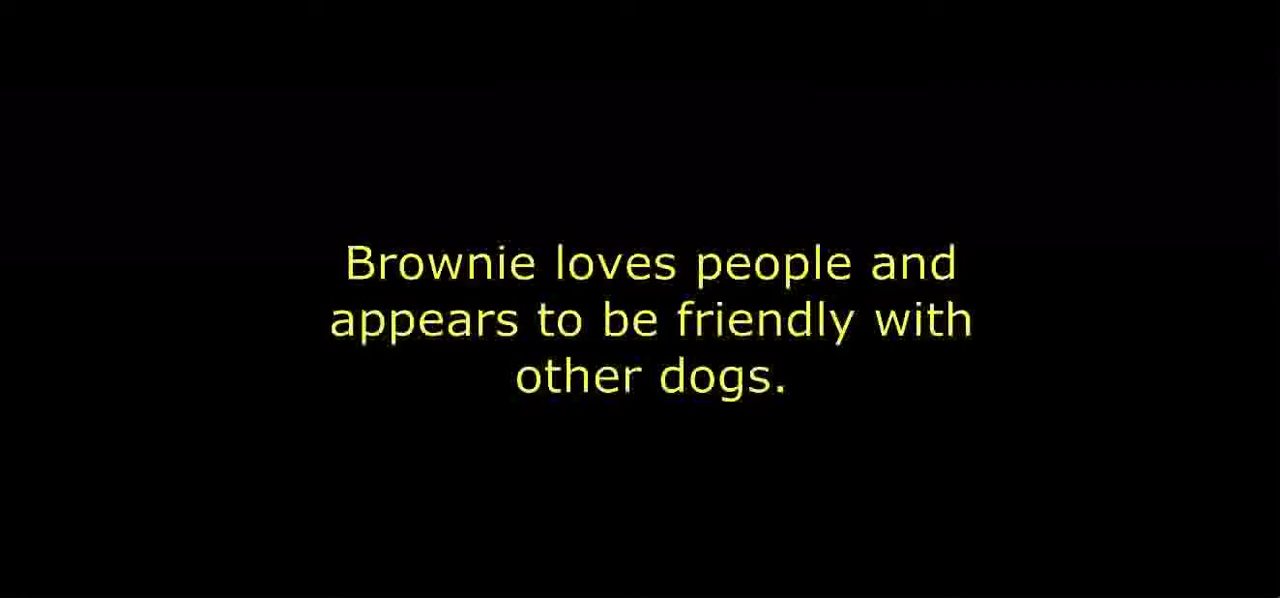 Brownie loves people and
appears to be friendly with
other dogs.